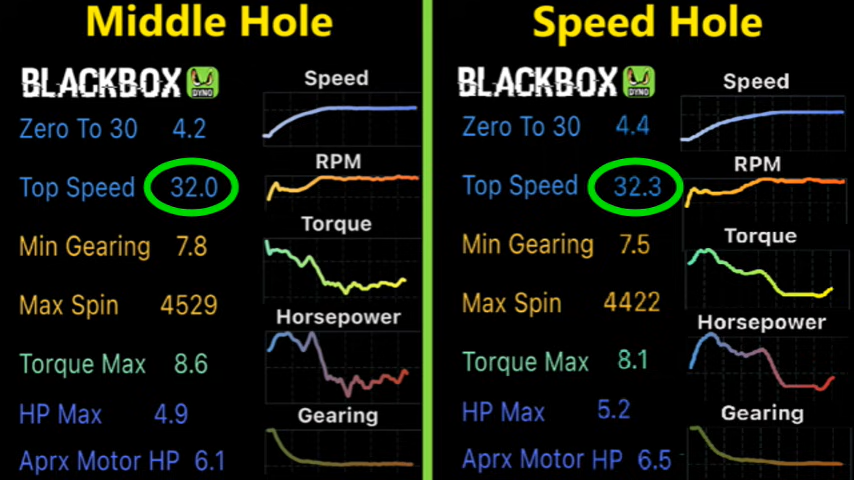 Middle Hole
BLACKBOX DYNO
Zero To 30 4.2
Top Speed 32.0
Min Gearing 7.8
Max Spin 4529
Torque Max 8.6
HP Max 4.9
Aprx Motor HP 6.1
Speed
RPM
Torque
Horsepower
Gearing
Speed Hole
BLACKBOX DYNO
Zero To 30 4.4
Top Speed 32.3
Min Gearing 7.5
Max Spin 4422
Torque Max 8.1
HP Max 5.2
Aprx Motor HP 6.5
Speed
RPM
Torque
Horsepower
Gearing